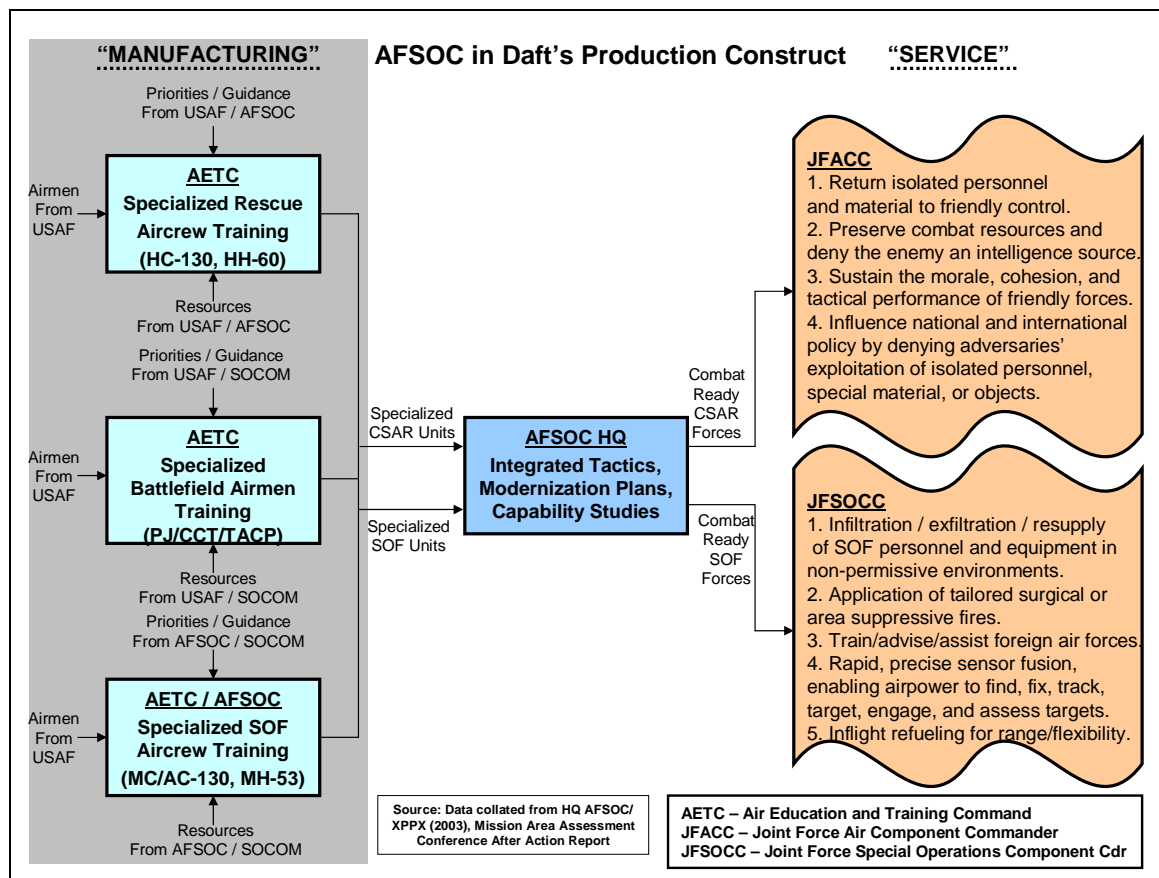 “MANUFACTURING”
AFSOC in Daft’s Production Construct
“SERVICE”
Priorities / Guidance
From USAF / AFSOC
Airmen
From
USAF
AETC
Specialized Rescue
Aircrew Training
(HC-130, HH-60)
Resources
From USAF / AFSOC
Priorities / Guidance
From USAF / SOCOM
Airmen
From
USAF
AETC
Specialized
Battlefield Airmen
Training
(PJ/CCT/TACP)
Resources
From USAF / SOCOM
Priorities / Guidance
From AFSOC / SOCOM
Airmen
From
USAF
AETC / AFSOC
Specialized SOF
Aircrew Training
(MC/AC-130, MH-53)
Resources
From AFSOC / SOCOM
Specialized
CSAR Units
Specialized
SOF Units
AFSOC HQ
Integrated Tactics,
Modernization Plans,
Capability Studies
Combat
Ready
CSAR
Forces
Combat
Ready
SOF
Forces
JFACC
1. Return isolated personnel
and material to friendly control.
2. Preserve combat resources and
deny the enemy an intelligence source.
3. Sustain the morale, cohesion, and
tactical performance of friendly forces.
4. Influence national and international
policy by denying adversaries’
exploitation of isolated personnel,
special material, or objects.
JFSOCC
1. Infiltration / exfiltration / resupply
of SOF personnel and equipment in
non-permissive environments.
2. Application of tailored surgical or
area suppressive fires.
3. Train/advise/assist foreign air forces.
4. Rapid, precise sensor fusion,
enabling airpower to find, fix, track,
target, engage, and assess targets.
5. Inflight refueling for range/flexibility.
Source: Data collated from HQ AFSOC/
XPPX (2003), Mission Area Assessment
Conference After Action Report
AETC – Air Education and Training Command
JFACC – Joint Force Air Component Commander
JFSOCC – Joint Force Special Operations Component Cdr